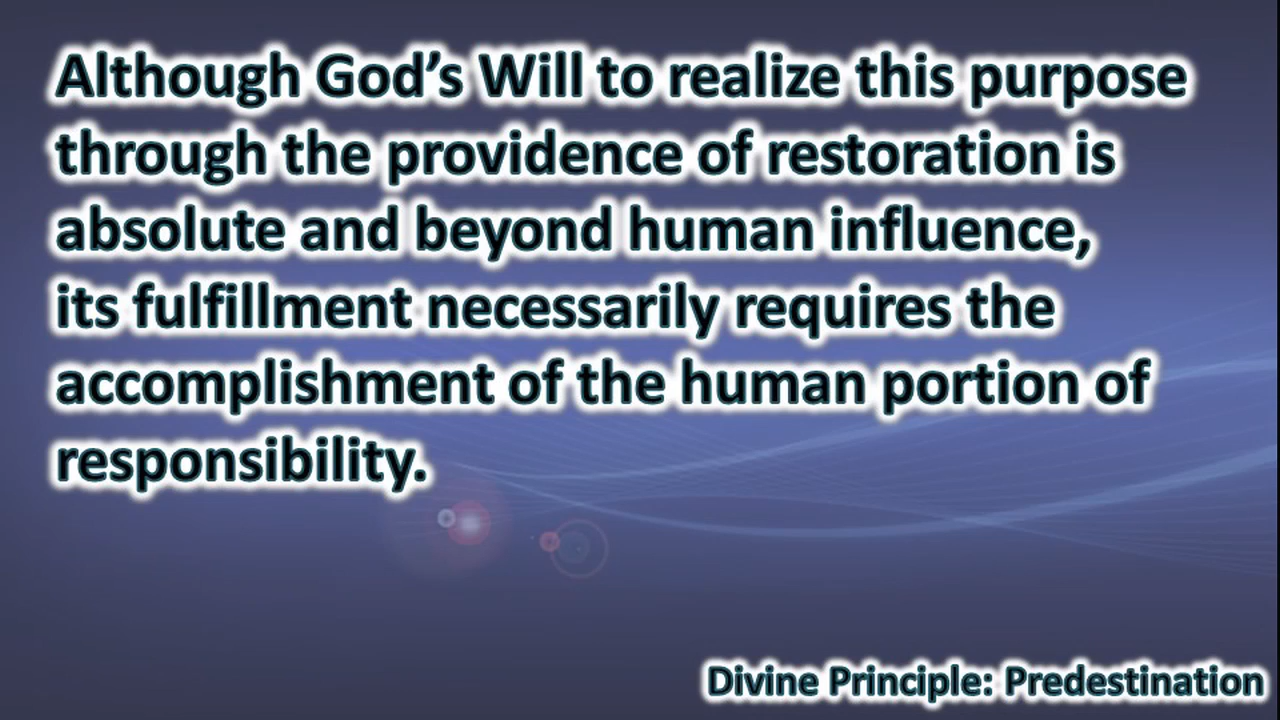 Although God’s Will to realize this purpose
through the providence of restoration is
absolute and beyond human influence,
its fulfillment necessarily requires the
accomplishment of the human portion of
responsibility.
Divine Principle: Predestination